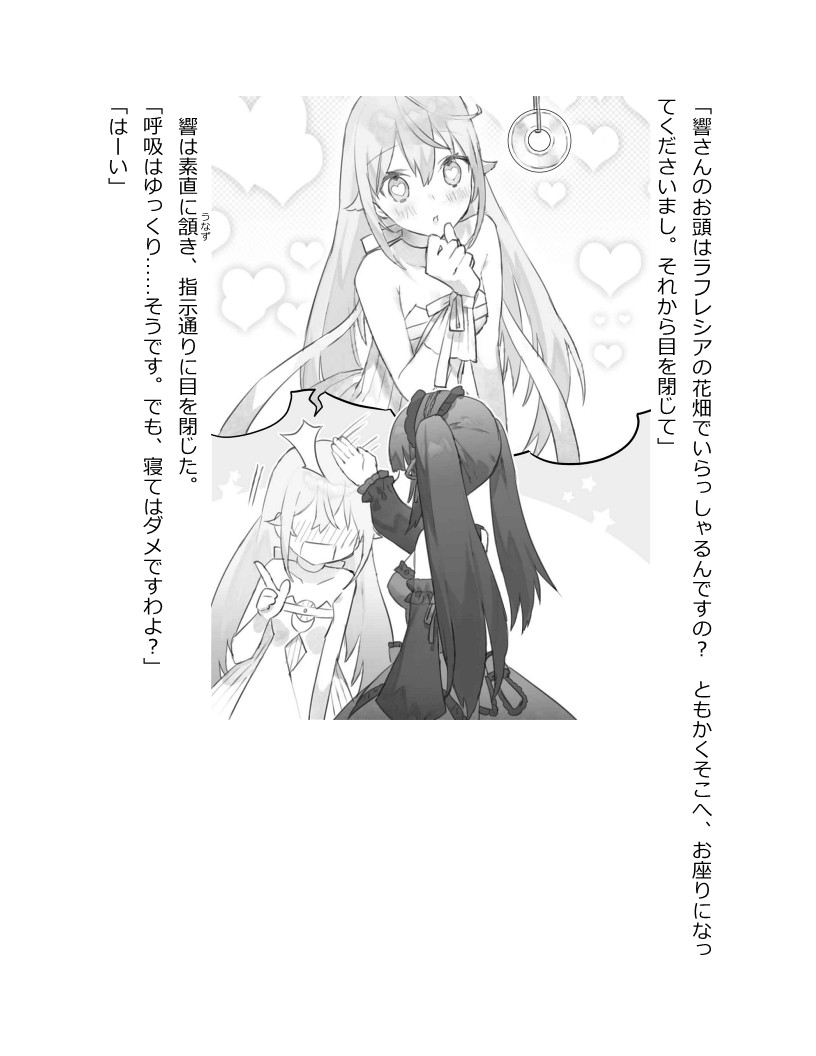 「響さんのお頭はラフレシアの花畑でいらっしゃるんですの？　ともかくそこへ、お座りになっ
てくださいまし。それから目を閉じて」
響は素直に頷き、指示通りに目を閉じた。
うなず
「呼吸はゆっくり……そうです。でも、寝てはダメですわよ？」
「はーい」